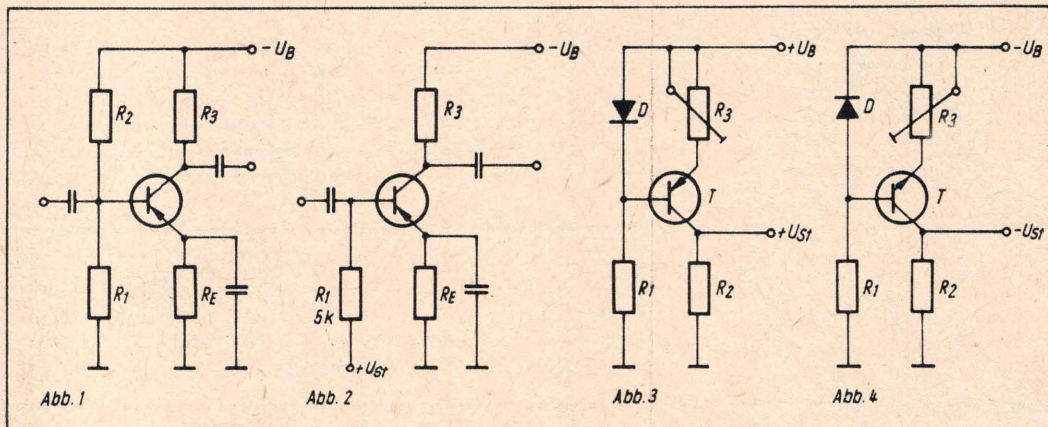 -UB
R2
R3
R1
RE
Abb. 1
-UB
R3
R1
5k
RE
+USt
Abb. 2
+UB
D
R3
T
+USt
R1
R2
Abb. 3
-UB
D
R3
T
-USt
R1
R2
Abb. 4